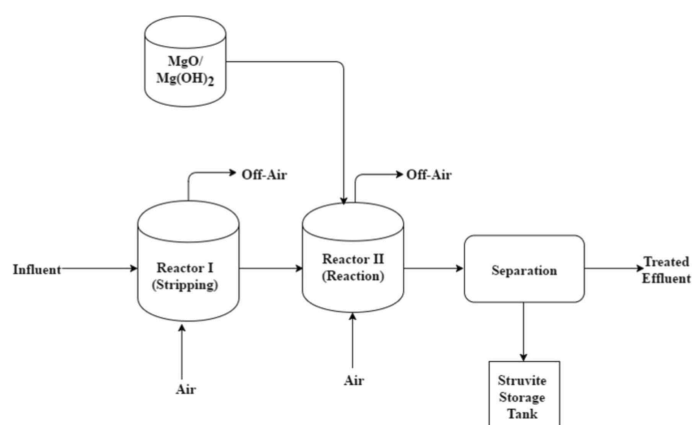 MgO/
Mg(OH)2
Off-Air
Off-Air
Influent
Reactor I
(Stripping)
Reactor II
(Reaction)
Separation
Treated
Effluent
Air
Air
Struvite
Storage
Tank